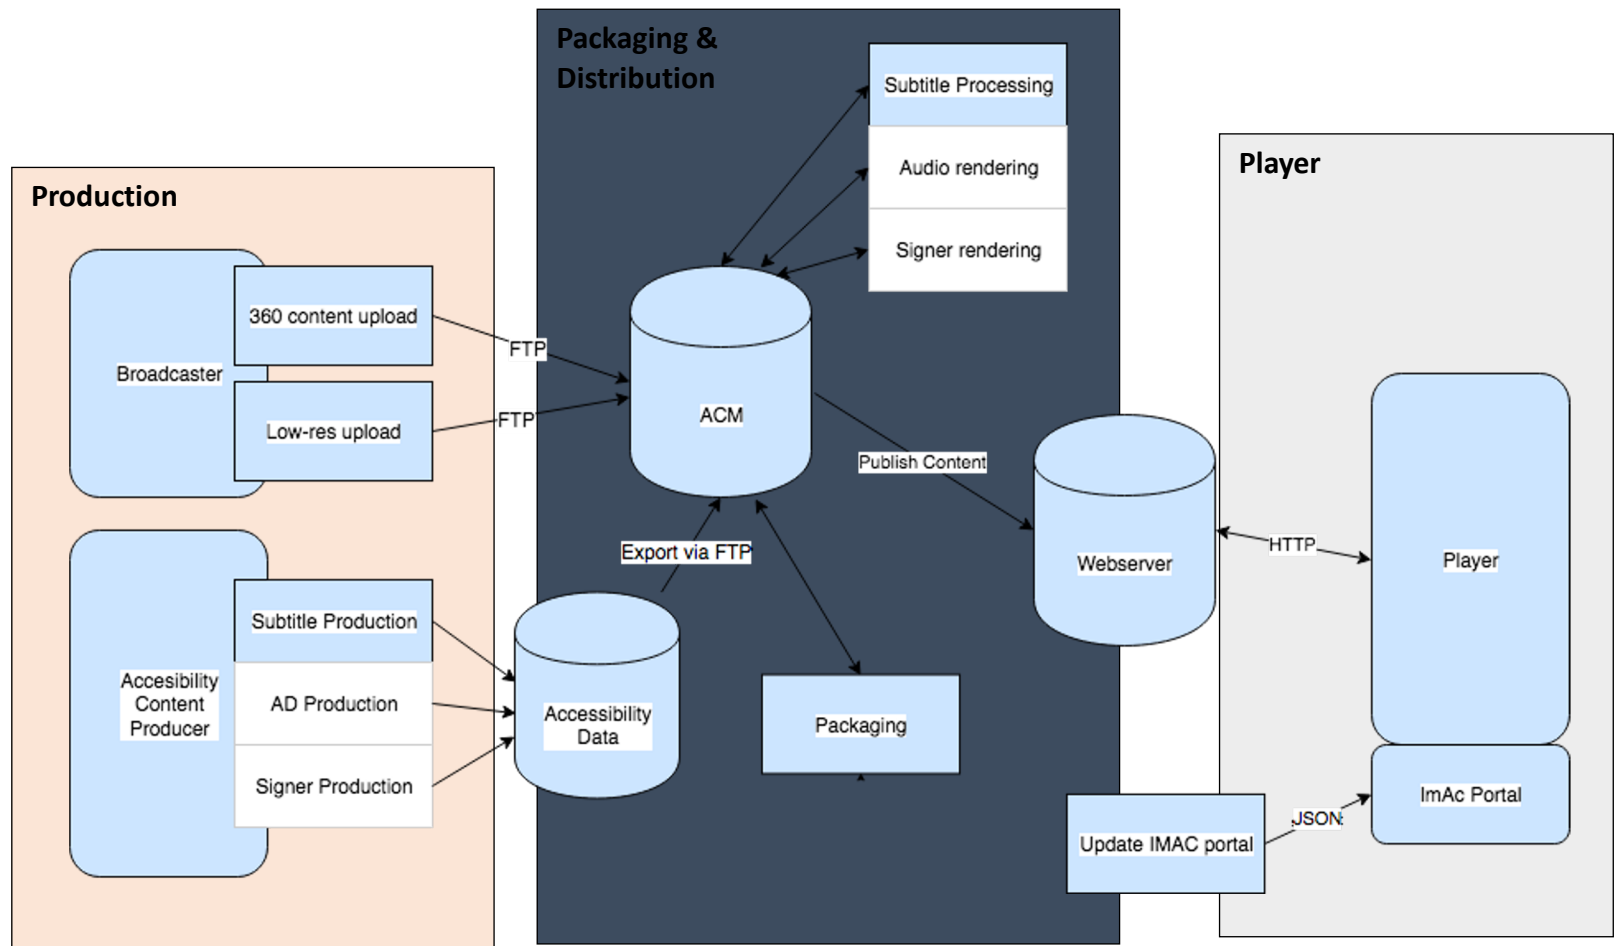 Packaging &
Distribution
Subtitle Processing
Audio rendering
Signer rendering
Player
Production
360 content upload
Broadcaster
Low-res upload
FTP
FTP
ACM
Publish Content
Export via FTP
Webserver
HTTP
Player
Subtitle Production
Accesibility
Content
Producer
AD Production
Signer Production
Accessibility
Data
Packaging
ImAc Portal
JSON
Update IMAC portal